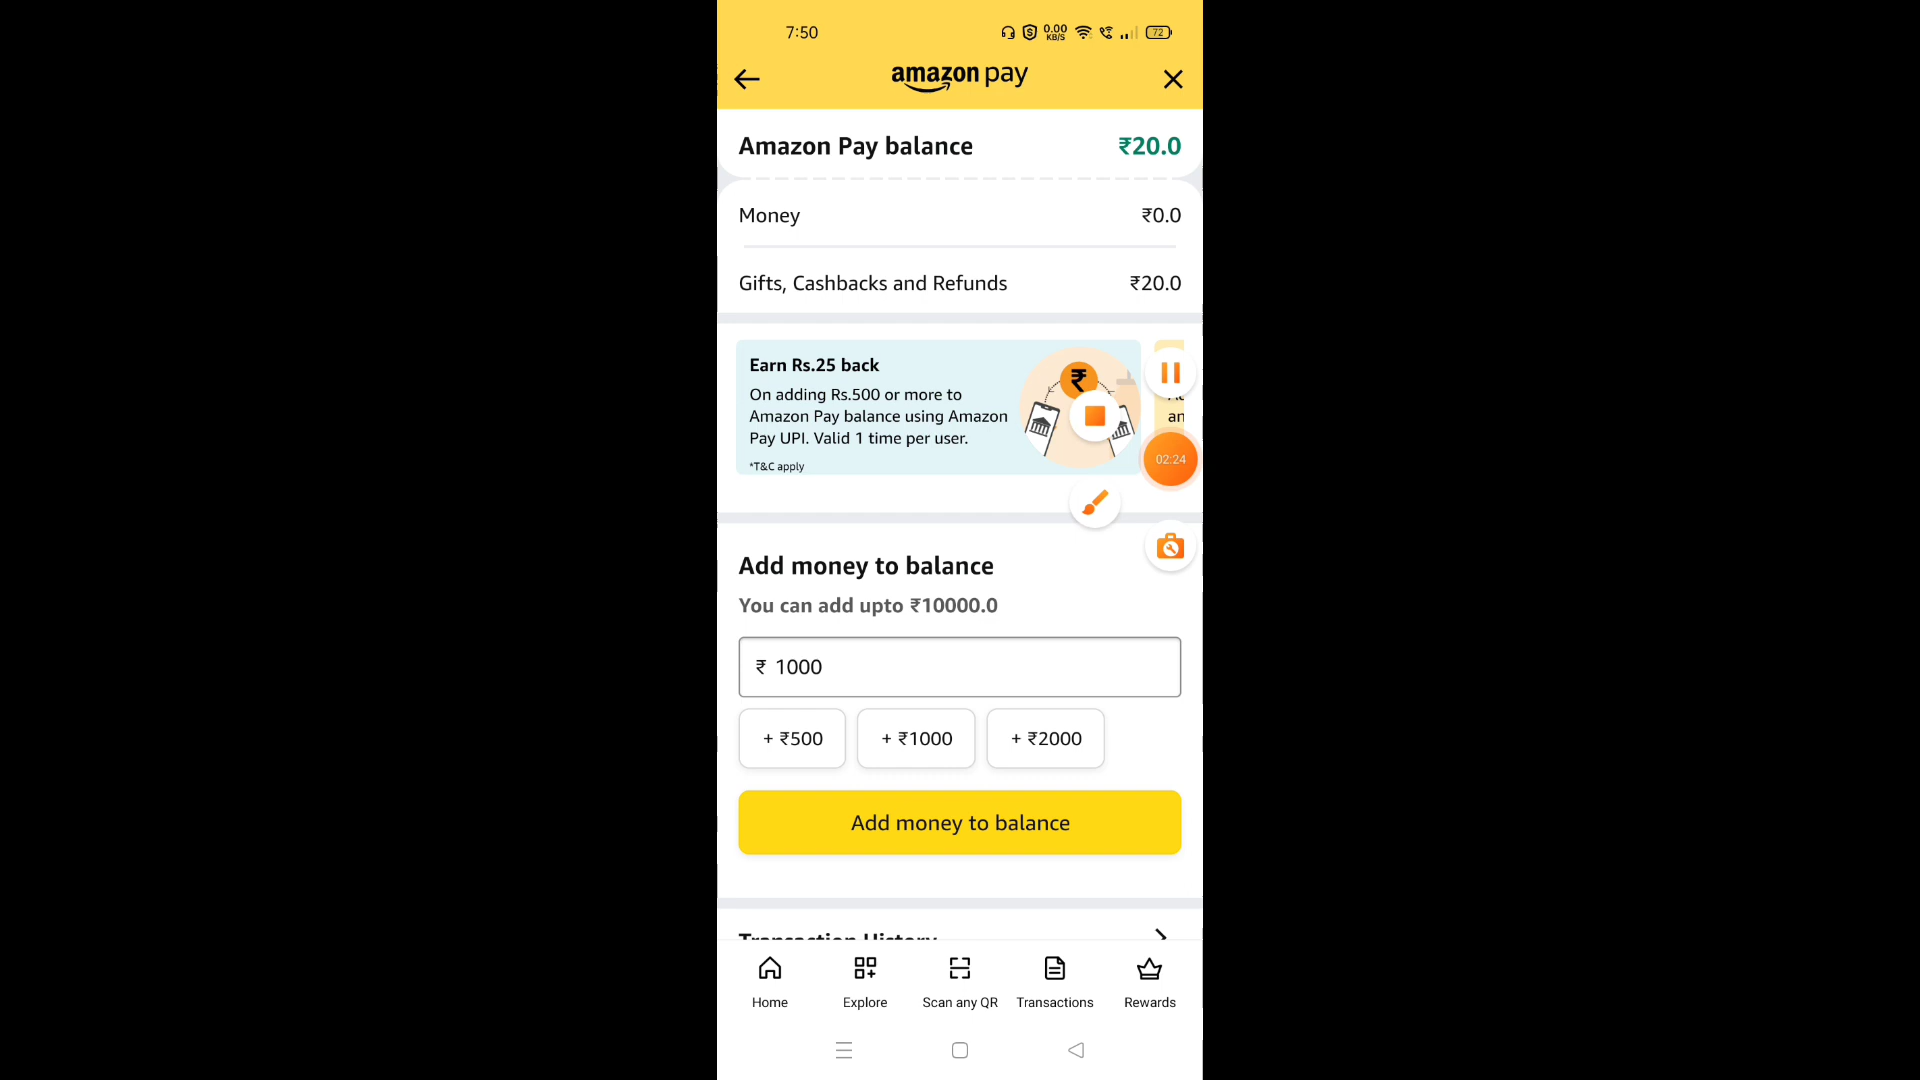 7:50
0.00
KB/S
72
amazon pay
Amazon Pay balance ₹20.0
Money ₹0.0
Gifts, Cashbacks and Refunds ₹20.0
Earn Rs.25 back
On adding Rs.500 or more to
Amazon Pay balance using Amazon
Pay UPI. Valid 1 time per user.
*T&C apply
an
02:24
Add money to balance
You can add upto ₹10000.0
₹ 1000
+ ₹500 + ₹1000 + ₹2000
Add money to balance
Transaction History
Home Explore Scan any QR Transactions Rewards